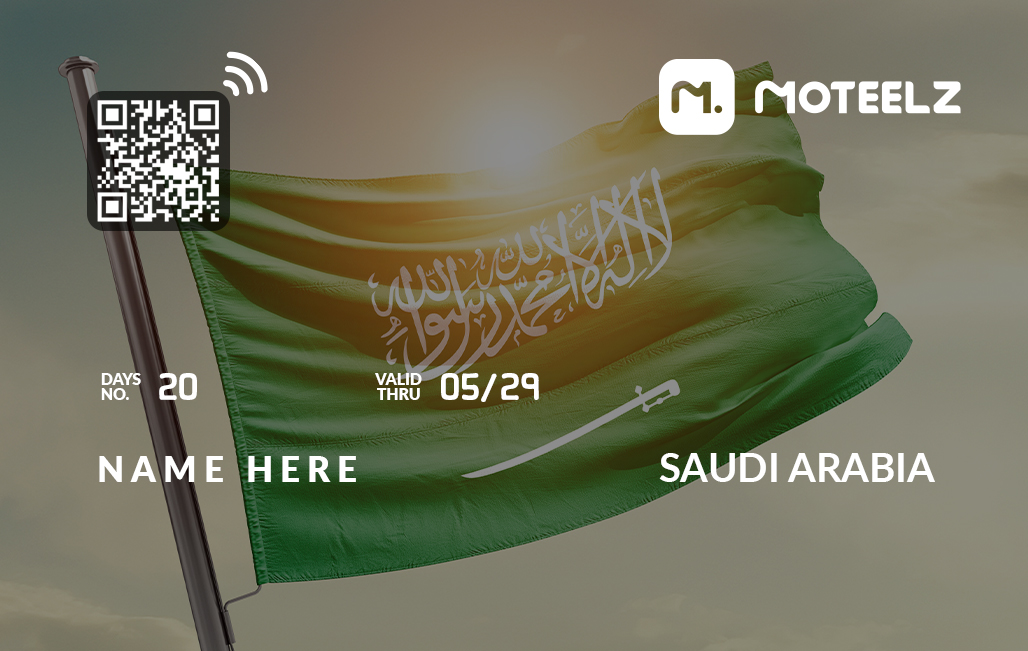 M. MOTEELZ
لا إله إلا الله محمد رسول الله
DAYS NO. 20
VALID THRU 05/29
NAME HERE
SAUDI ARABIA